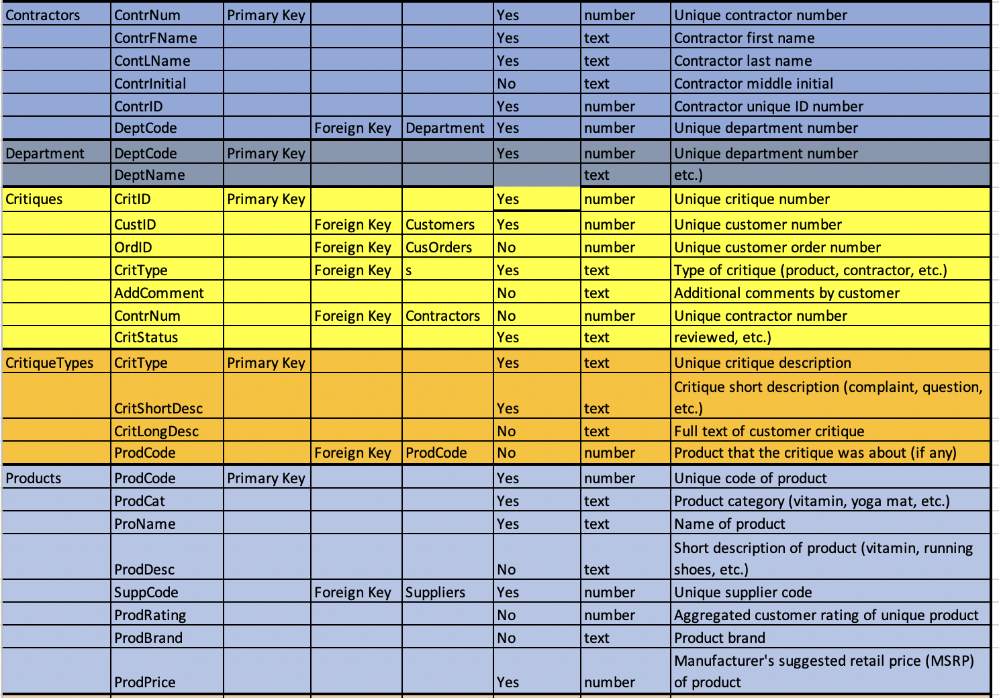 Contractors ContrNum Primary Key Yes number Unique contractor number
ContrFName Yes text Contractor first name
ContLName Yes text Contractor last name
ContrInitial No text Contractor middle initial
ContrID Yes number Contractor unique ID number
DeptCode Foreign Key Department Yes number Unique department number
Department DeptCode Primary Key Yes number Unique department number
DeptName text etc.)
Critiques CritID Primary Key Yes number Unique critique number
CustID Foreign Key Customers Yes number Unique customer number
OrdID Foreign Key CusOrders No number Unique customer order number
CritType Foreign Key s Yes text Type of critique (product, contractor, etc.)
AddComment No text Additional comments by customer
ContrNum Foreign Key Contractors No number Unique contractor number
CritStatus Yes text reviewed, etc.)
CritiqueTypes CritType Primary Key Yes text Unique critique description
Critique short description (complaint, question,
CritShortDesc Yes text etc.)
CritLongDesc No text Full text of customer critique
ProdCode Foreign Key ProdCode No number Product that the critique was about (if any)
Products ProdCode Primary Key Yes number Unique code of product
ProdCat Yes text Product category (vitamin, yoga mat, etc.)
ProName Yes text Name of product
Short description of product (vitamin, running
ProdDesc No text shoes, etc.)
SuppCode Foreign Key Suppliers Yes number Unique supplier code
ProdRating No number Aggregated customer rating of unique product
ProdBrand No text Product brand
Manufacturer's suggested retail price (MSRP)
ProdPrice Yes number of product